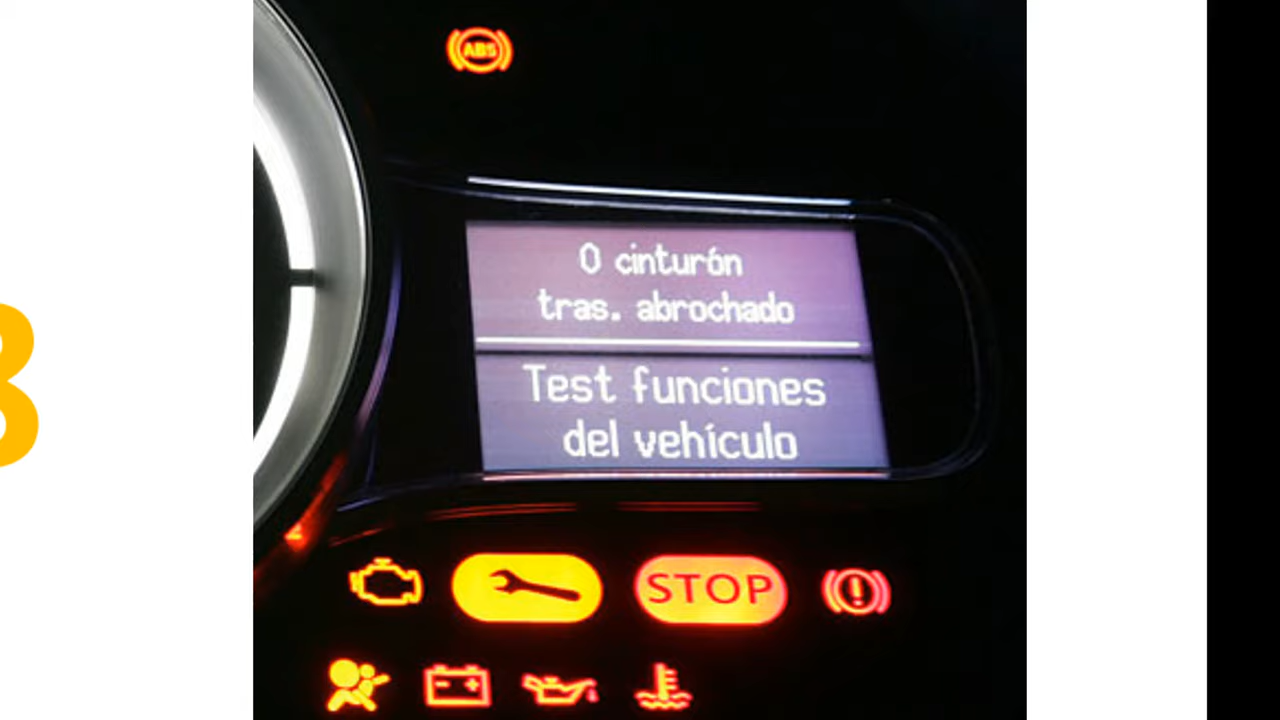 ABS
0 cinturón
tras. abrochado
Test funciones
del vehículo
STOP